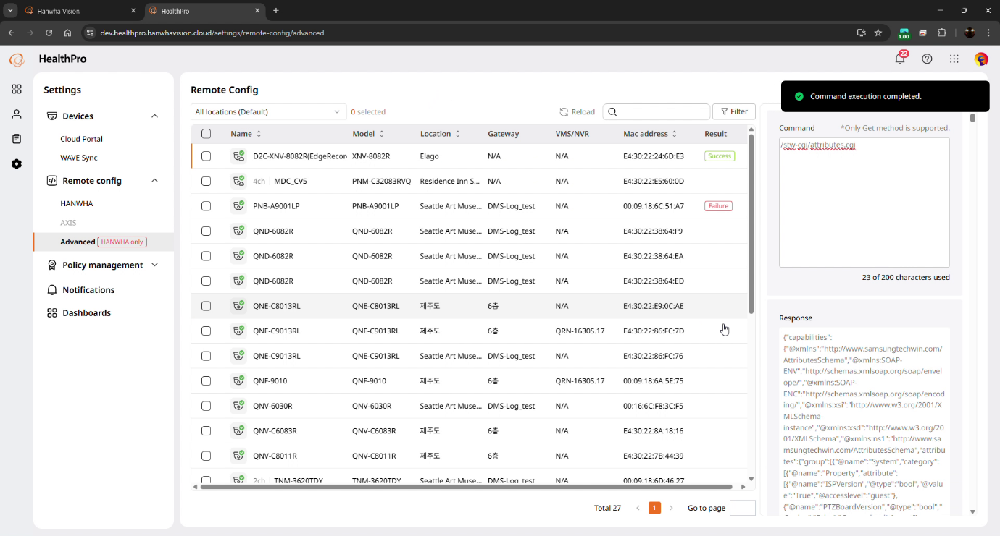 Hanwha Vision
HealthPro
dev.healthpro.hanwhavision.cloud/settings/remote-config/advanced
1.00
HealthPro
22
Settings
Devices
Cloud Portal
WAVE Sync
Remote config
HANWHA
AXIS
Advanced HANWHA only
Policy management
Notifications
Dashboards
Remote Config
All locations (Default)
0 selected
Reload
Filter
Name Model Location Gateway VMS/NVR Mac address Result
D2C-XNV-8082R(EdgeRecor XNV-8082R Elago N/A N/A E4:30:22:24:6D:E3 Success
4ch MDC_CV5 PNM-C32083RVQ Residence Inn S... N/A N/A E4:30:22:E5:60:0D
PNB-A9001LP PNB-A9001LP Seattle Art Muse... DMS-Log_test N/A 00:09:18:6C:51:A7 Failure
QND-6082R QND-6082R Seattle Art Muse... DMS-Log_test N/A E4:30:22:38:64:F9
QND-6082R QND-6082R Seattle Art Muse... DMS-Log_test N/A E4:30:22:38:64:EA
QND-6082R QND-6082R Seattle Art Muse... DMS-Log_test N/A E4:30:22:38:64:ED
QNE-C8013RL QNE-C8013RL 제주도 6층 N/A E4:30:22:E9:0C:AE
QNE-C9013RL QNE-C9013RL 제주도 6층 QRN-1630S.17 E4:30:22:86:FC:7D
QNE-C9013RL QNE-C9013RL Seattle Art Muse... DMS-Log_test N/A E4:30:22:86:FC:76
QNF-9010 QNF-9010 제주도 6층 QRN-1630S.17 00:09:18:6A:5E:75
QNV-6030R QNV-6030R Seattle Art Muse... DMS-Log_test N/A 00:16:6C:F8:3C:F5
QNV-C6083R QNV-C6083R 제주도 6층 N/A E4:30:22:8A:18:16
QNV-C8011R QNV-C8011R 제주도 6층 N/A E4:30:22:7B:44:39
2ch TNM-3620TDY TNM-3620TDY Seattle Art Muse... DMS-Log_test N/A 00:09:18:6D:46:27
Total 27
1
Go to page
Command execution completed.
Command *Only Get method is supported.
/stw-cgi/attributes.cgi
23 of 200 characters used
Response
{"capabilities":
{"@xmlns":"http://www.samsungtechwin.com/
AttributesSchema","@xmlns:SOAP-
ENV":"http://schemas.xmlsoap.org/soap/envel
ope/","@xmlns:SOAP-
ENC":"http://schemas.xmlsoap.org/soap/encod
ing/","@xmlns:xsi":"http://www.w3.org/2001/X
MLSchema-
instance","@xmlns:xsd":"http://www.w3.org/20
01/XMLSchema","@xmlns:ns1":"http://www.sa
msungtechwin.com/AttributesSchema","attribu
tes":{"group":[{"@name":"System","category":
[{"@name":"Property","attribute":
[{"@name":"ISPVersion","@type":"bool","@valu
e":"True","@accesslevel":"guest"},
{"@name":"PTZBoardVersion","@type":"bool","